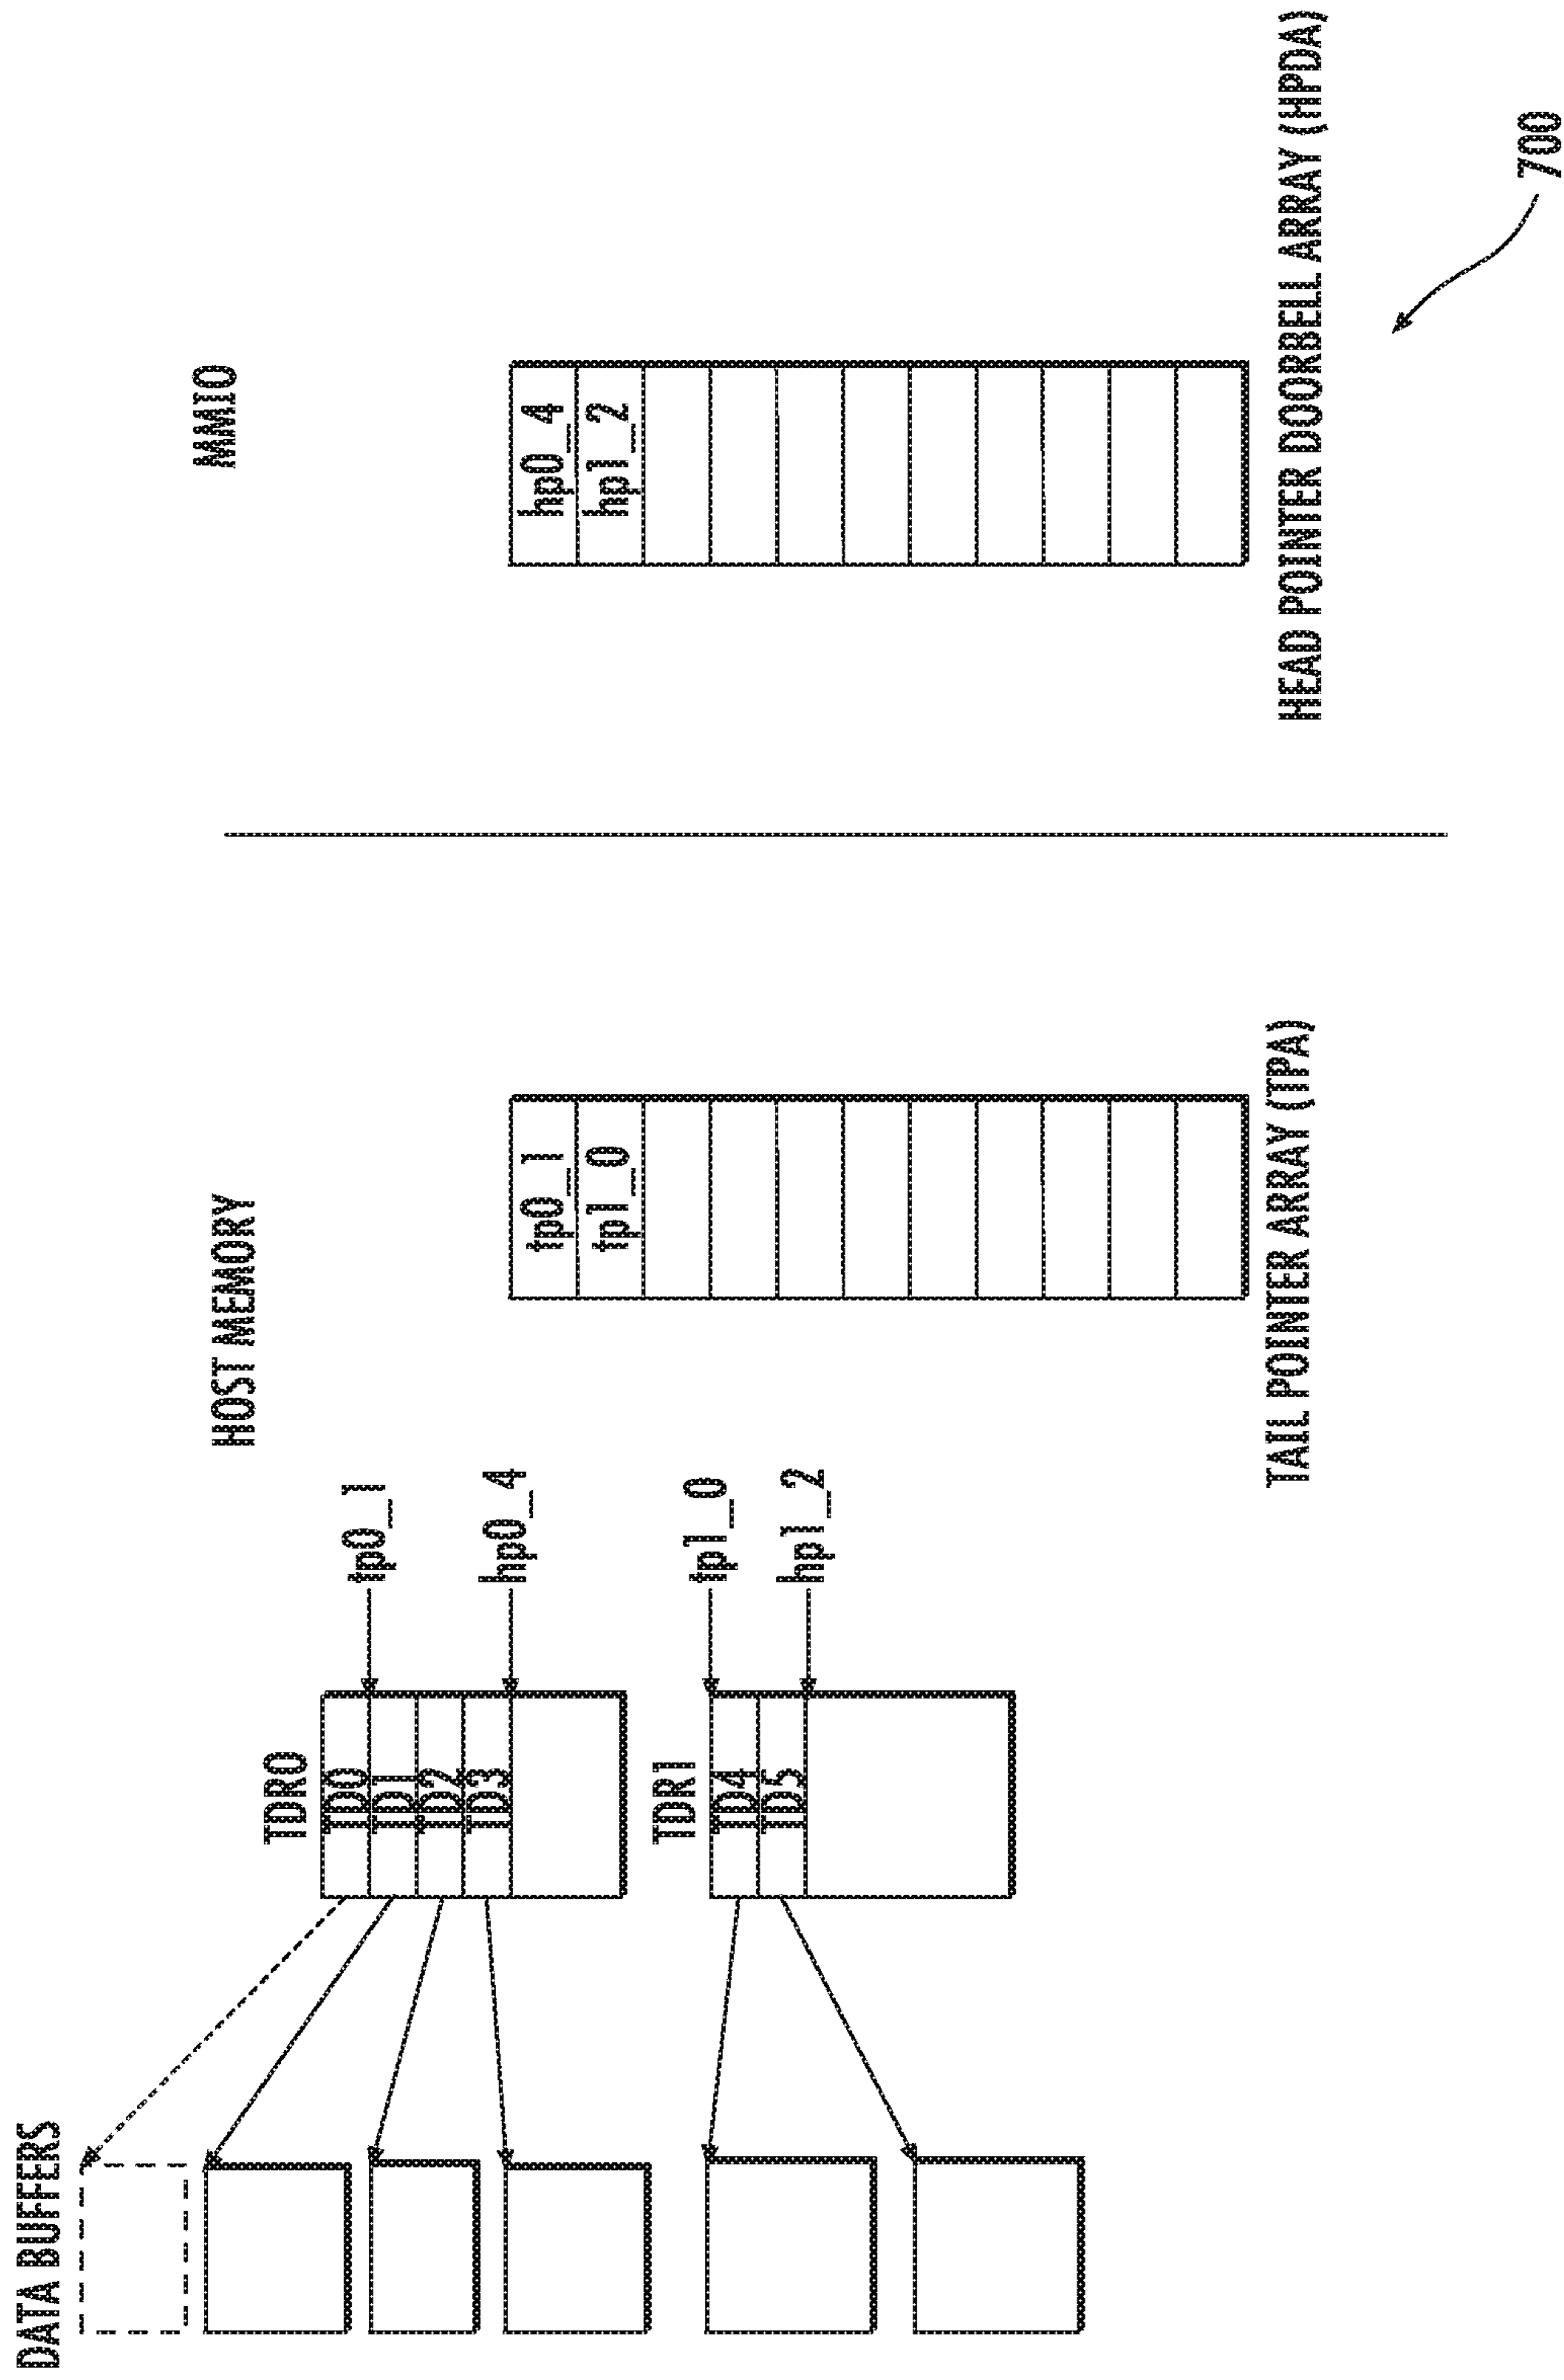 DATA BUFFERS
HOST MEMORY
MMIO
TDR0
TD0
TD1
TD2
TD3
tp0_1
hp0_4
TDR1
TD4
TD5
tp1_0
hp1_2
tp0_1
tp1_0
TAIL POINTER ARRAY (TPA)
hp0_4
hp1_2
HEAD POINTER DOORBELL ARRAY (HPDA)
700